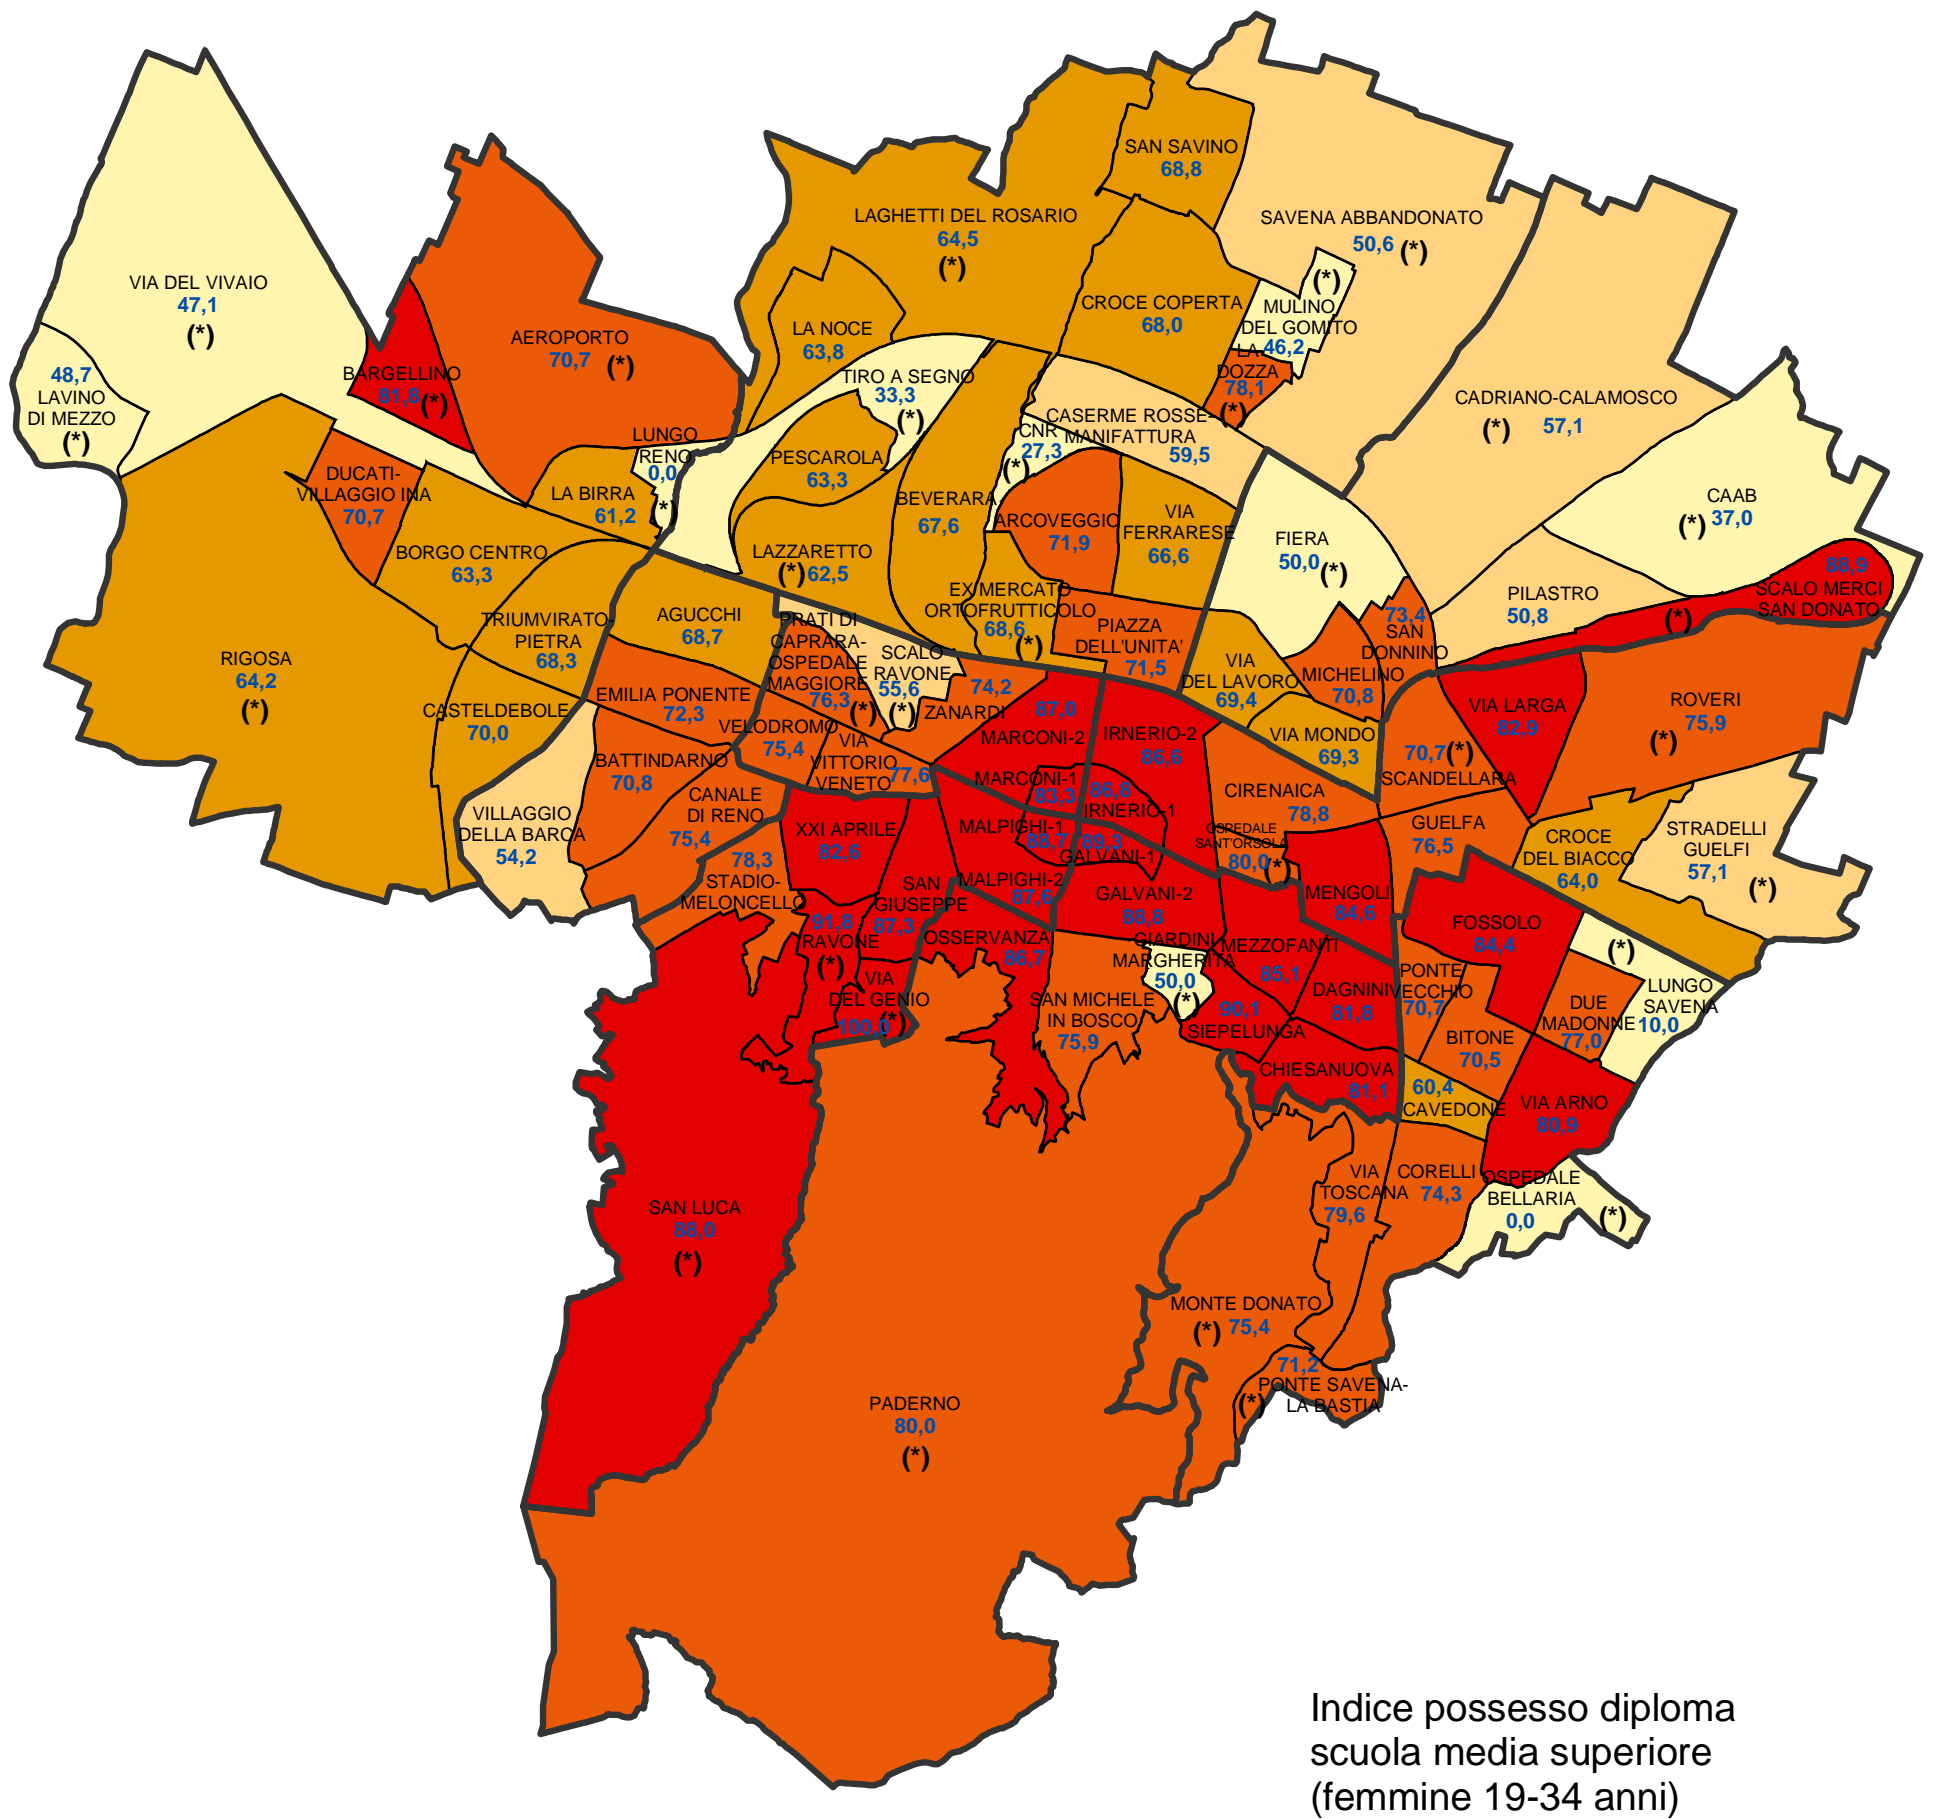 SAN SAVINO
68,8
LAGHETTI DEL ROSARIO
64,5
(*)
SAVENA ABBANDONATO
50,6 (*)
VIA DEL VIVAIO
47,1
(*)
AEROPORTO
70,7 (*)
LA NOCE
63,8
CROCE COPERTA
68,0
(*)
MULINO
DEL GOMITO
46,2
LA
DOZZA
78,1
(*)
48,7
LAVINO
DI MEZZO
(*)
BARGELLINO
81,8 (*)
TIRO A SEGNO
33,3
(*)
CADRIANO-CALAMOSCO
(*) 57,1
CASERME ROSSE-
MANIFATTURA
59,5
CNR
27,3
(*)
LUNGO
RENO
0,0
(*)
PESCAROLA
63,3
DUCATI-
VILLAGGIO INA
70,7
LA BIRRA
61,2
BEVERARA
67,6
ARCOVEGGIO
71,9
VIA
FERRARESE
66,6
CAAB
(*) 37,0
FIERA
50,0 (*)
BORGO CENTRO
63,3
LAZZARETTO
(*) 62,5
88,9
SCALO MERCI
SAN DONATO
(*)
PILASTRO
50,8
EX MERCATO
ORTOFRUTTICOLO
68,6
(*)
TRIUMVIRATO-
PIETRA
68,3
AGUCCHI
68,7
PRATI DI
CAPRARA-
OSPEDALE
MAGGIORE
76,3 (*)
SCALO
RAVONE
55,6
(*)
PIAZZA
DELL'UNITA'
71,5
73,4
SAN
DONNINO
RIGOSA
64,2
(*)
VIA
DEL LAVORO
69,4
MICHELINO
70,8
EMILIA PONENTE
72,3
74,2
ZANARDI
87,0
MARCONI-2
CASTELDEBOLE
70,0
VELODROMO
75,4
VIA
VITTORIO
VENETO 77,6
IRNERIO-2
86,6
VIA MONDO
69,3
VIA LARGA
82,9
ROVERI
75,9
(*)
70,7 (*)
SCANDELLARA
BATTINDARNO
70,8
MARCONI-1
83,3
86,8
IRNERIO-1
CIRENAICA
78,8
CANALE
DI RENO
75,4
VILLAGGIO
DELLA BARCA
54,2
XXI APRILE
82,6
MALPIGHI-1
88,7
89,3
GALVANI-1
OSPEDALE
SANT'ORSOLA
80,0 (*)
GUELFA
76,5
CROCE
DEL BIACCO
64,0
STRADELLI
GUELFI
57,1
(*)
78,3
STADIO-
MELONCELLO
SAN
GIUSEPPE
87,3
MALPIGHI-2
87,6
GALVANI-2
88,8
MENGOLI
84,6
FOSSOLO
84,4
91,8
RAVONE
(*)
OSSERVANZA
86,7
GIARDINI
MARGHERITA
50,0
(*)
MEZZOFANTI
85,1
(*)
LUNGO
SAVENA
10,0
VIA
DEL GENIO
100,0 (*)
SAN MICHELE
IN BOSCO
75,9
90,1
SIEPELUNGA
DAGNINI
81,8
PONTE
VECCHIO
70,7
BITONE
70,5
DUE
MADONNE
77,0
CHIESANUOVA
81,1
60,4
CAVEDONE
VIA ARNO
80,9
VIA
TOSCANA
79,6
CORELLI
74,3
OSPEDALE
BELLARIA
0,0
(*)
SAN LUCA
88,0
(*)
MONTE DONATO
(*) 75,4
71,2
PONTE SAVENA-
LA BASTIA
(*)
PADERNO
80,0
(*)
Indice possesso diploma
scuola media superiore
(femmine 19-34 anni)